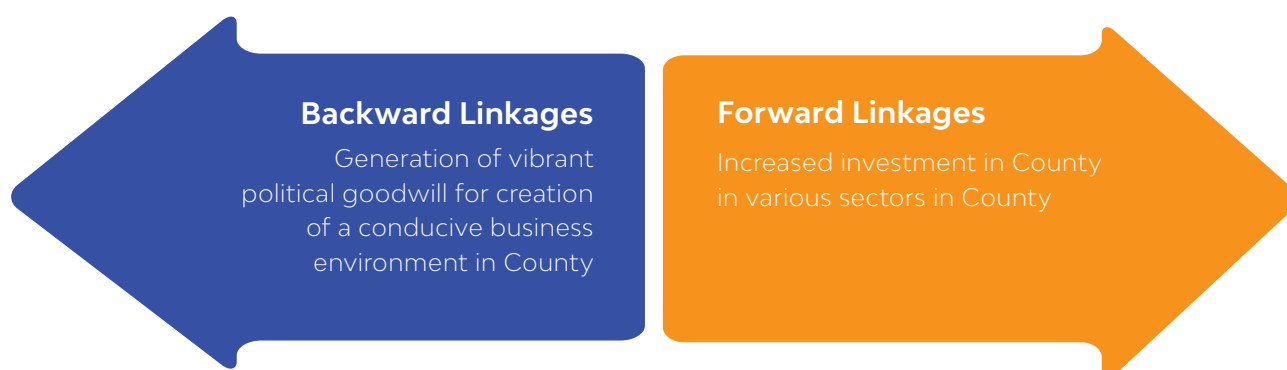 Backward Linkages
Generation of vibrant
political goodwill for creation
of a conducive business
environment in County
Forward Linkages
Increased investment in County
in various sectors in County